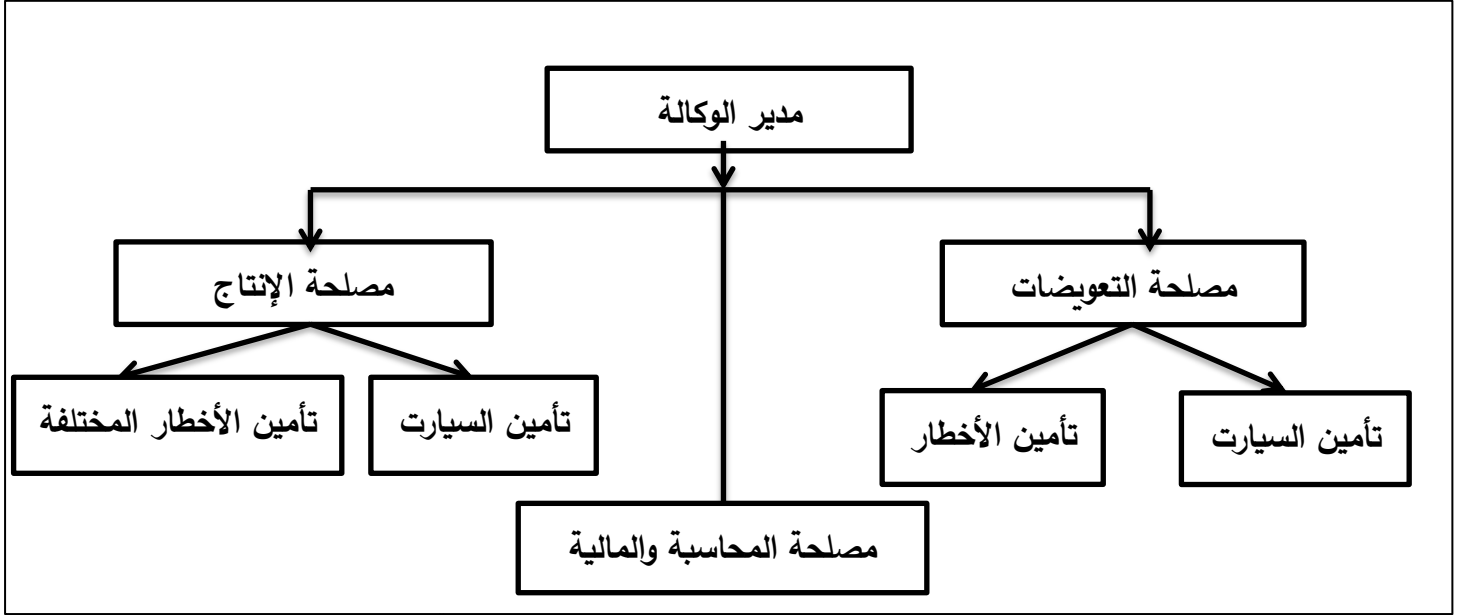 مدير الوكالة
مصلحة التعويضات
مصلحة الإنتاج
تأمين السيارت
تأمين الأخطار
تأمين السيارت
تأمين الأخطار المختلفة
مصلحة المحاسبة والمالية